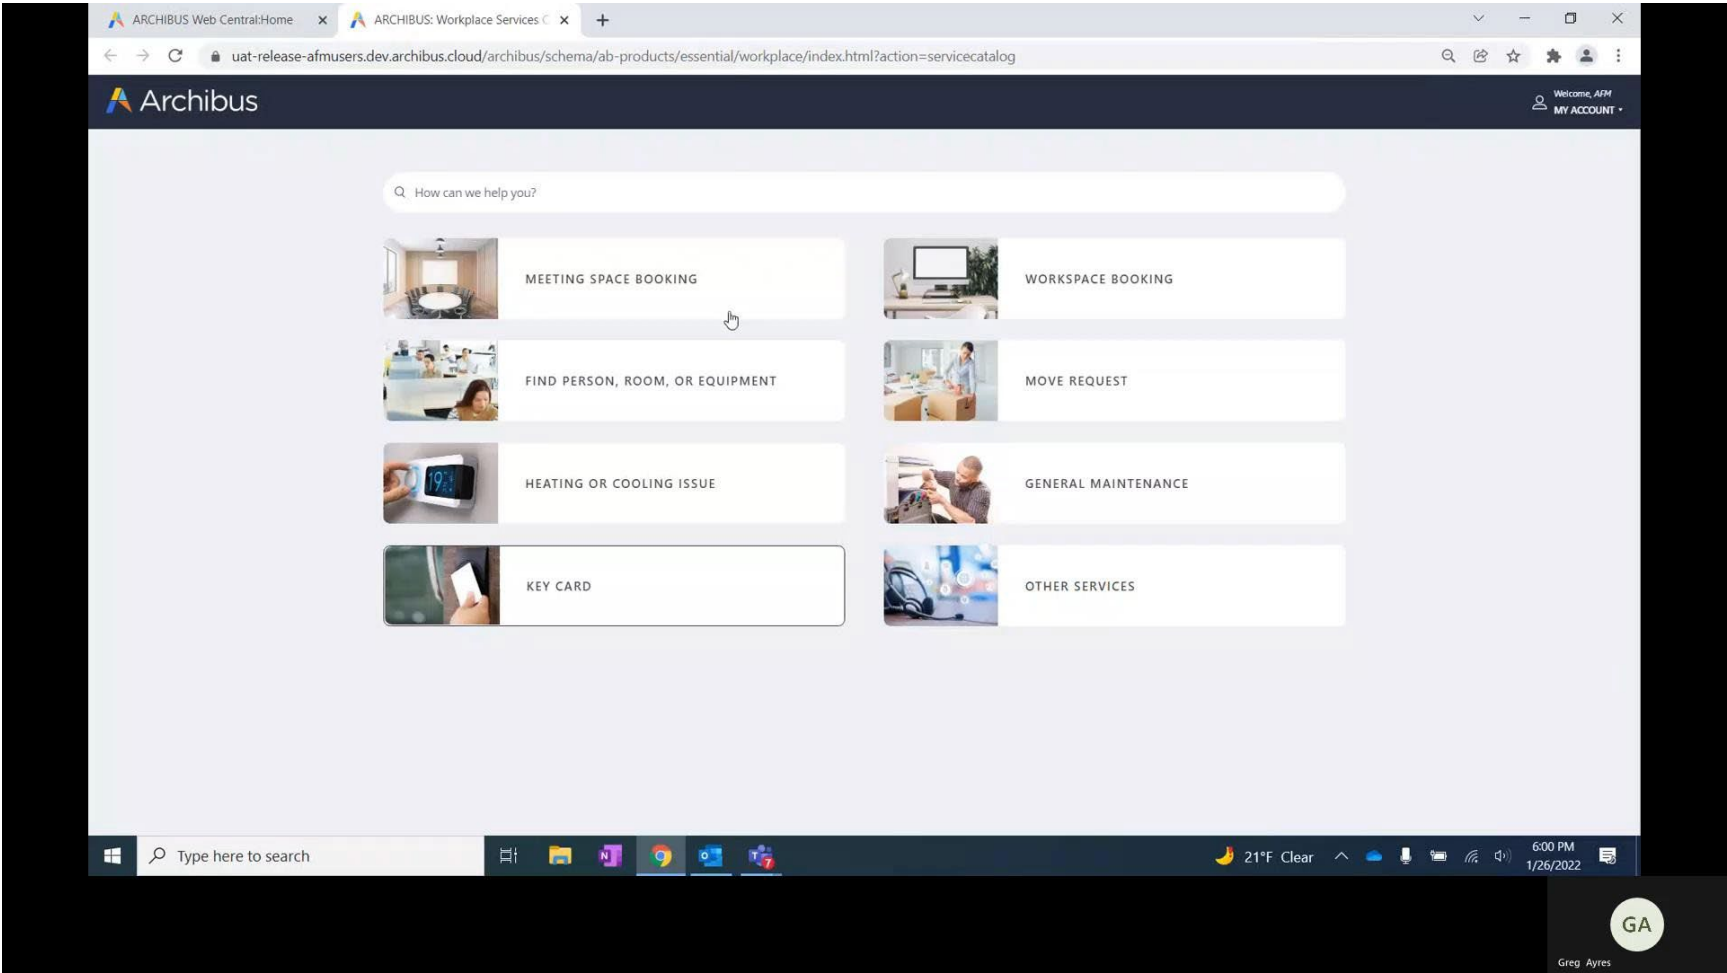 ARCHIBUS Web Central:Home
ARCHIBUS: Workplace Services C
uat-release-afmusers.dev.archibus.cloud/archibus/schema/ab-products/essential/workplace/index.html?action=servicecatalog
Archibus
Welcome, AFM
MY ACCOUNT
How can we help you?
MEETING SPACE BOOKING
WORKSPACE BOOKING
FIND PERSON, ROOM, OR EQUIPMENT
MOVE REQUEST
19
HEATING OR COOLING ISSUE
GENERAL MAINTENANCE
KEY CARD
OTHER SERVICES
Type here to search
N
7
21°F Clear
6:00 PM
1/26/2022
GA
Greg Ayres